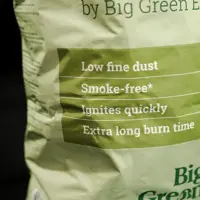 by Big Green E
Low fine dust
Smoke-free*
Ignites quickly
Extra long burn time
Big
Green